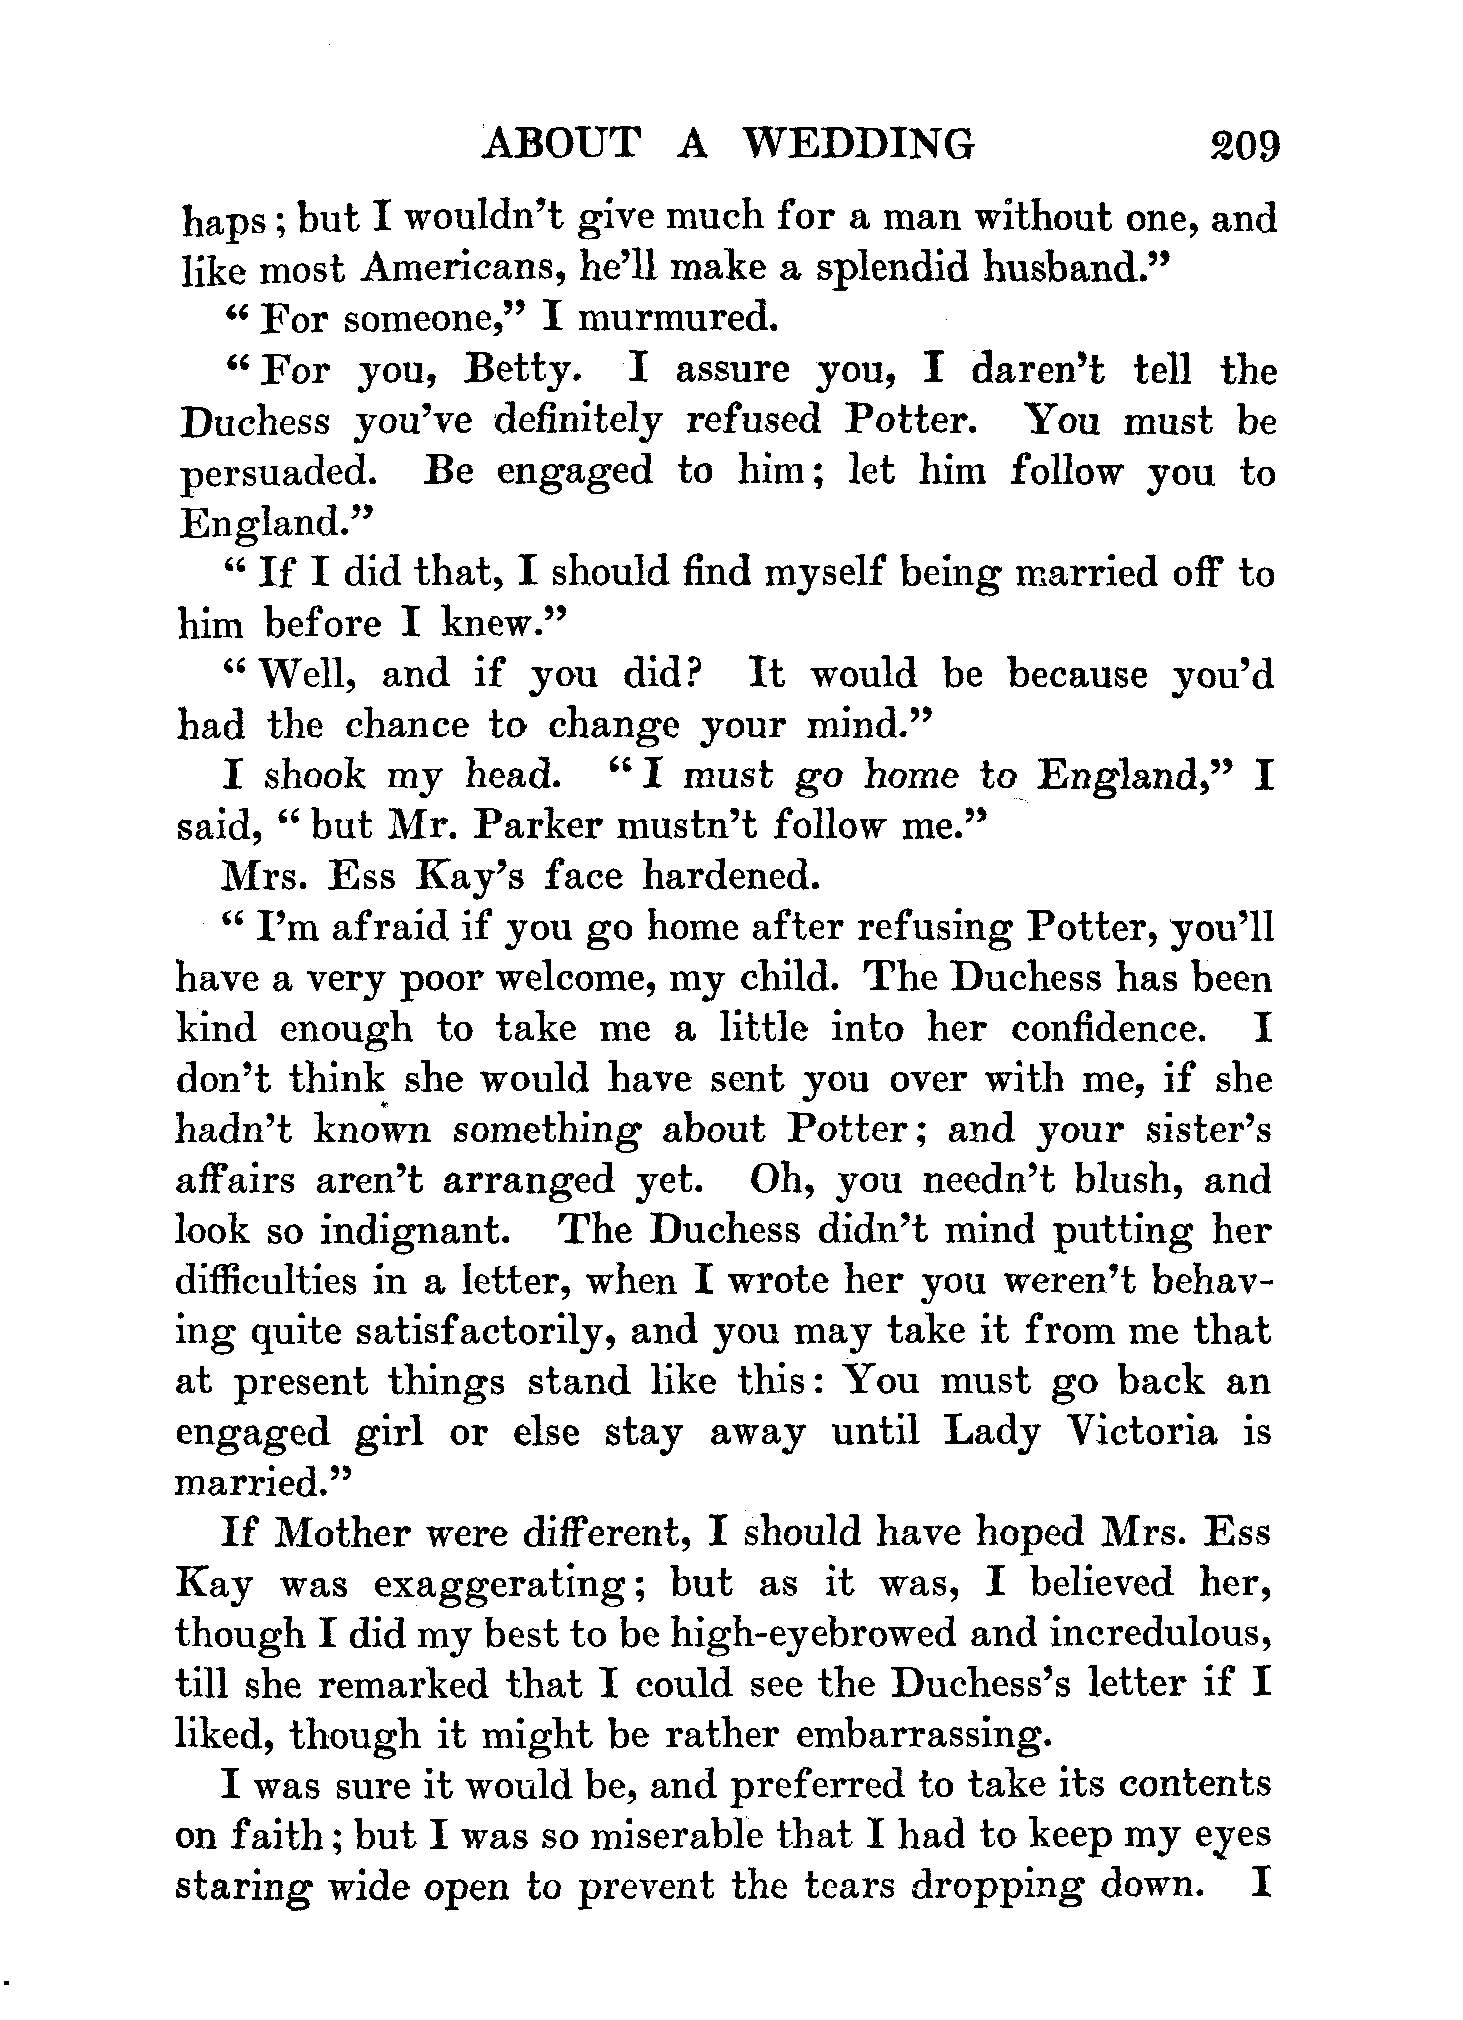 ABOUT A WEDDING 209
haps; but I wouldn't give much for a man without one, and
like most Americans, he'll make a splendid husband."
"For someone," I murmured.
"For you, Betty. I assure you, I daren't tell the
Duchess you've definitely refused Potter. You must be
persuaded. Be engaged to him; let him follow you to
England."
"If I did that, I should find myself being married off to
him before I knew."
"Well, and if you did? It would be because you'd
had the chance to change your mind."
I shook my head. "I must go home to England," I
said, "but Mr. Parker mustn't follow me."
Mrs. Ess Kay's face hardened.
"I'm afraid if you go home after refusing Potter, you'll
have a very poor welcome, my child. The Duchess has been
kind enough to take me a little into her confidence. I
don't think she would have sent you over with me, if she
hadn't known something about Potter; and your sister's
affairs aren't arranged yet. Oh, you needn't blush, and
look so indignant. The Duchess didn't mind putting her
difficulties in a letter, when I wrote her you weren't behav-
ing quite satisfactorily, and you may take it from me that
at present things stand like this: You must go back an
engaged girl or else stay away until Lady Victoria is
married."
If Mother were different, I should have hoped Mrs. Ess
Kay was exaggerating; but as it was, I believed her,
though I did my best to be high-eyebrowed and incredulous,
till she remarked that I could see the Duchess's letter if I
liked, though it might be rather embarrassing.
I was sure it would be, and preferred to take its contents
on faith; but I was so miserable that I had to keep my eyes
staring wide open to prevent the tears dropping down. I